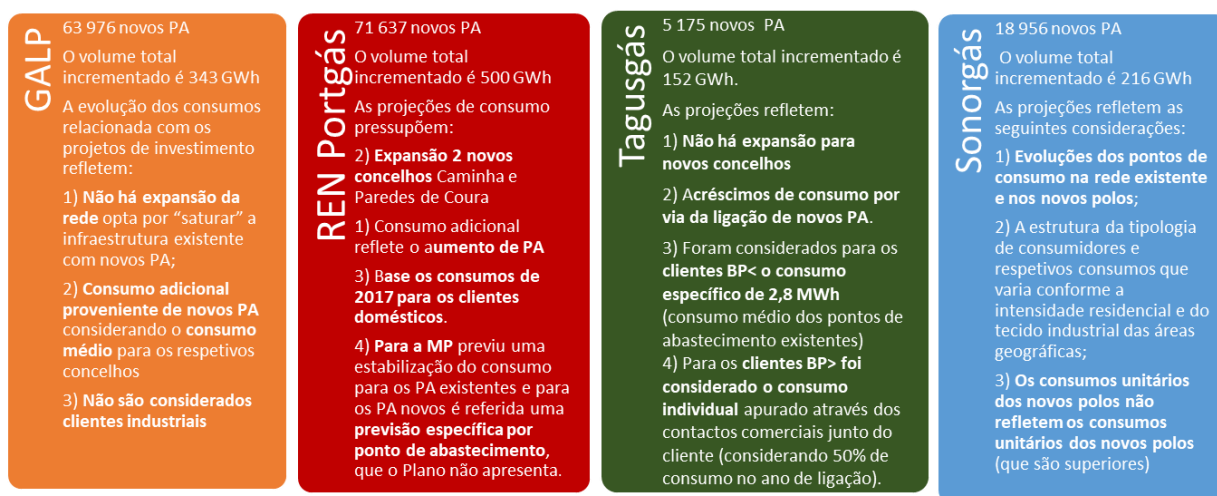 GALP
63 976 novos PA
O volume total
incrementado é 343 GWh
A evolução dos consumos
relacionada com os
projetos de investimento
refletem:
1) Não há expansão da
rede opta por “saturar” a
infraestrutura existente
com novos PA;
2) Consumo adicional
proveniente de novos PA
considerando o consumo
médio para os respetivos
concelhos
3) Não são considerados
clientes industriais
REN Portgás
71 637 novos PA
O volume total
incrementado é 500 GWh
As projeções de consumo
pressupõem:
2) Expansão 2 novos
concelhos Caminha e
Paredes de Coura
1) Consumo adicional
reflete o aumento de PA
3) Base os consumos de
2017 para os clientes
domésticos.
4) Para a MP previu uma
estabilização do consumo
para os PA existentes e para
os PA novos é referida uma
previsão específica por
ponto de abastecimento,
que o Plano não apresenta.
Tagusgás
5 175 novos PA
O volume total incrementado é
152 GWh.
As projeções refletem:
1) Não há expansão para
novos concelhos
2) Acréscimos de consumo por
via da ligação de novos PA.
3) Foram considerados para os
clientes BP< o consumo
específico de 2,8 MWh
(consumo médio dos pontos de
abastecimento existentes)
4) Para os clientes BP> foi
considerado o consumo
individual apurado através dos
contactos comerciais junto do
cliente (considerando 50% de
consumo no ano de ligação).
Sonorgás
18 956 novos PA
O volume total
incrementado é 216 GWh
As projeções refletem as
seguintes considerações:
1) Evoluções dos pontos de
consumo na rede existente
e nos novos polos;
2) A estrutura da tipologia
de consumidores e
respetivos consumos que
varia conforme a
intensidade residencial e do
tecido industrial das áreas
geográficas;
3) Os consumos unitários
dos novos polos não
refletem os consumos
unitários dos novos polos
(que são superiores)